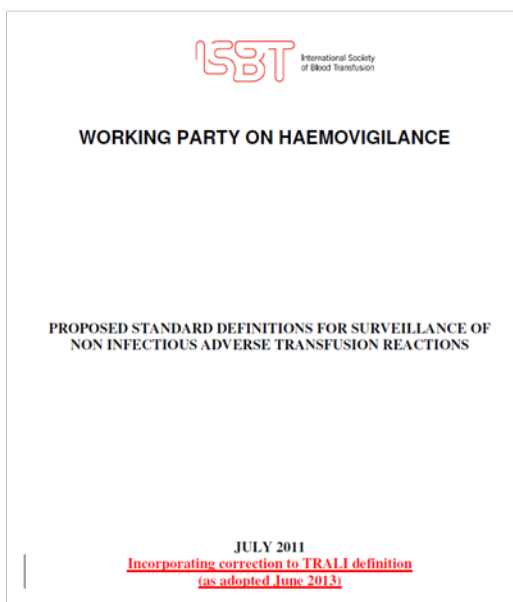 ISBT
International Society
of Blood Transfusion
WORKING PARTY ON HAEMOVIGILANCE
PROPOSED STANDARD DEFINITIONS FOR SURVEILLANCE OF
NON INFECTIOUS ADVERSE TRANSFUSION REACTIONS
JULY 2011
Incorporating correction to TRALI definition
(as adopted June 2013)